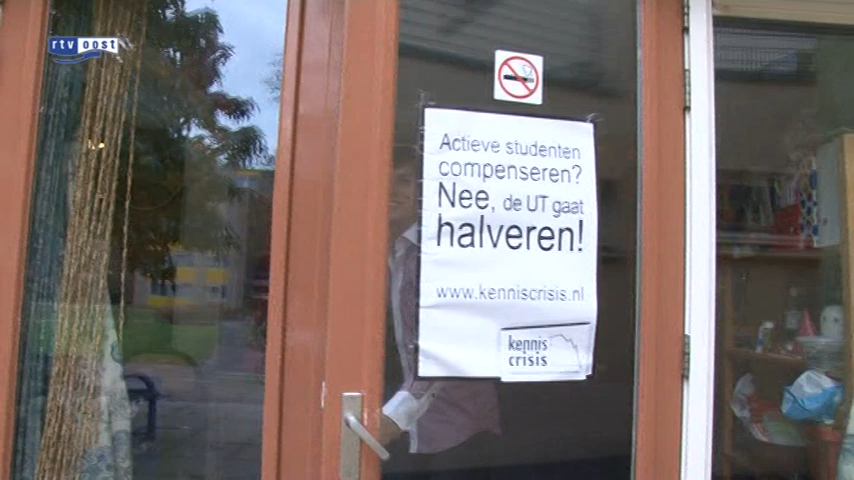 rtv oost
Actieve studenten
compenseren?
Nee, de UT gaat
halveren!
www.kenniscrisis.nl
kennis
crisis